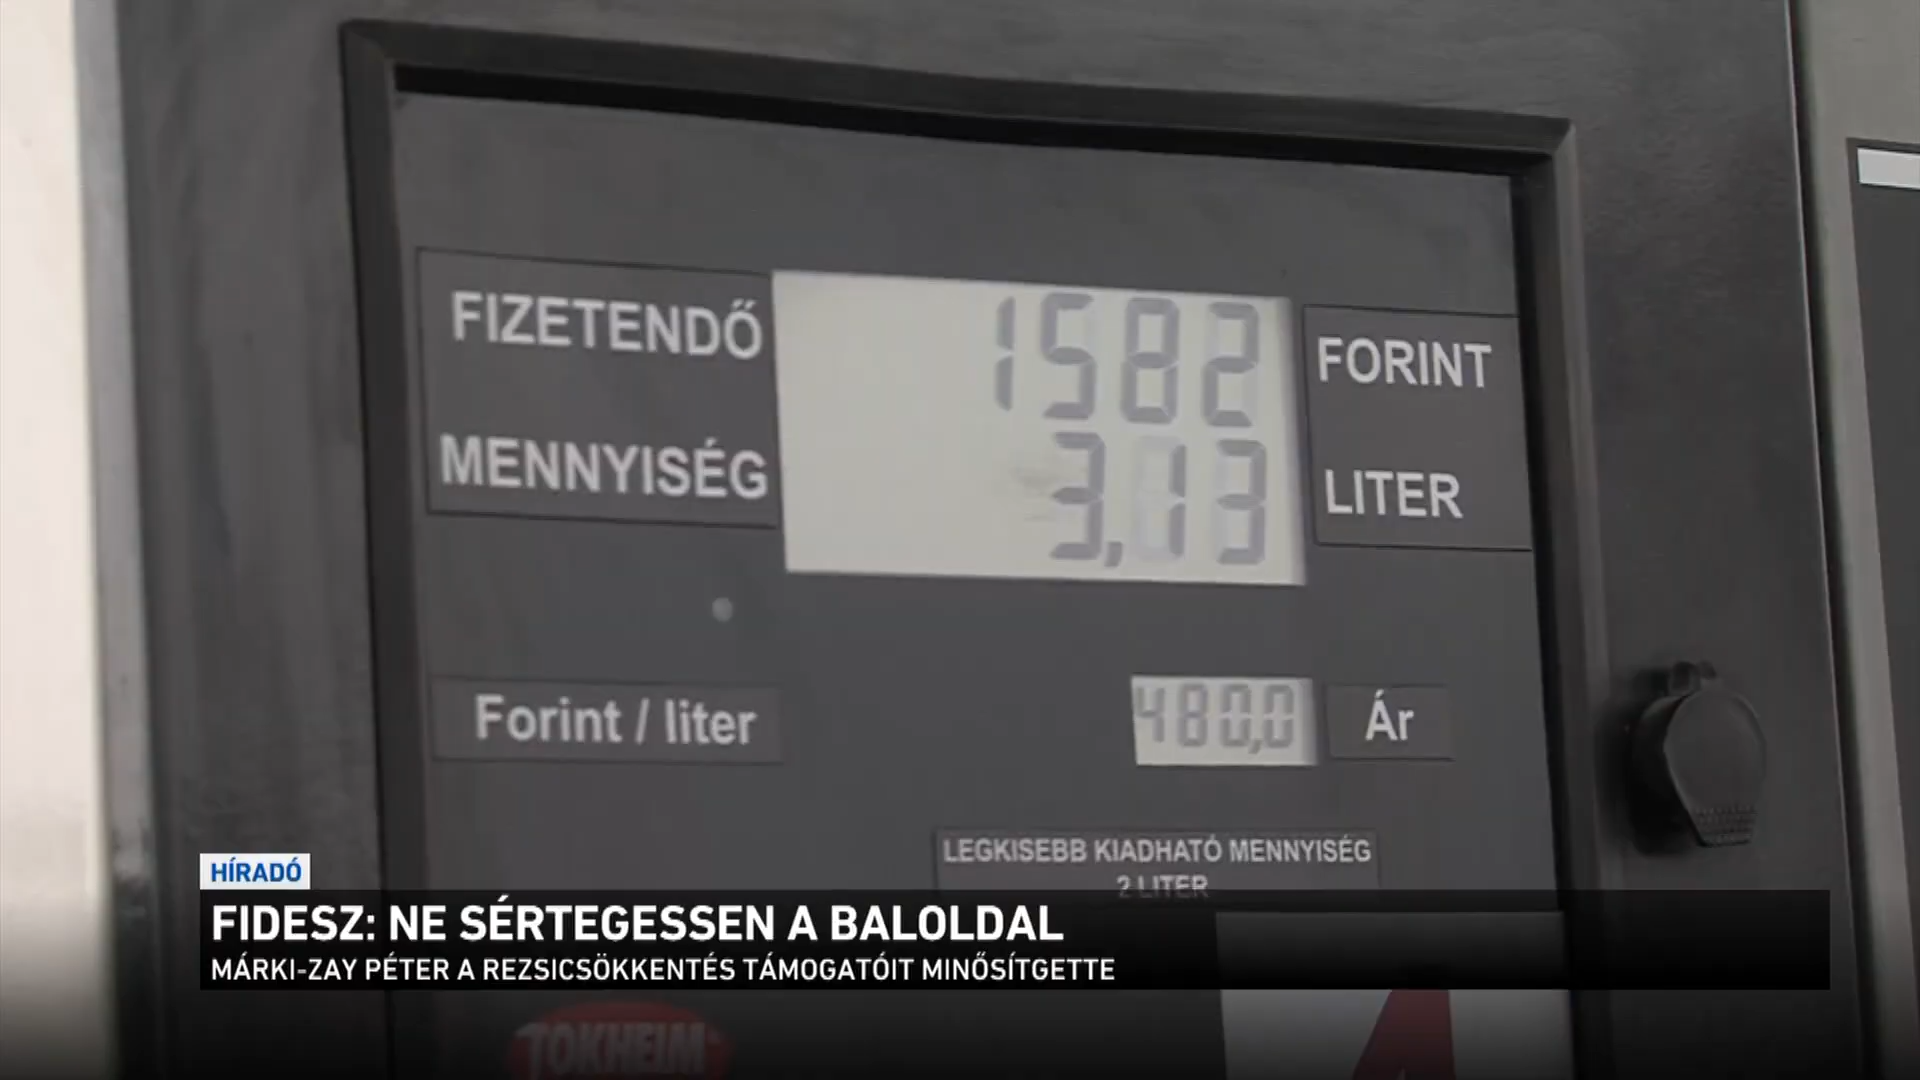 FIZETENDŐ 1582 FORINT
MENNYISÉG 3,13 LITER
Forint / liter 480,0 Ár
LEGKISEBB KIADHATÓ MENNYISÉG
2 LITER
HÍRADÓ
FIDESZ: NE SÉRTEGESSEN A BALOLDAL
MÁRKI-ZAY PÉTER A REZSICSÖKKENTÉS TÁMOGATÓIT MINŐSÍTGETTE
TOKHEIM